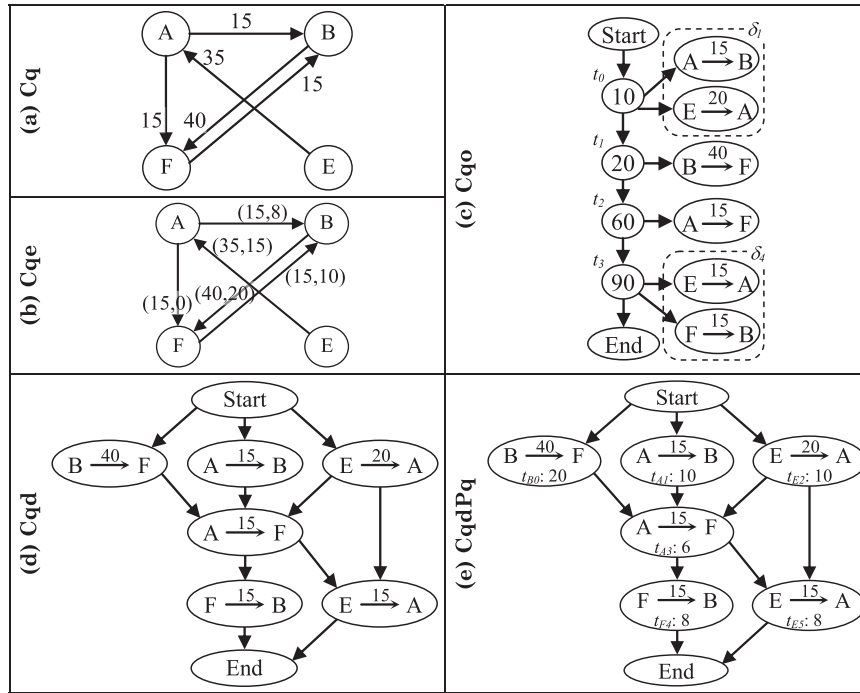 (a) Cq
A
15
B
35
15
15
40
F
E
(b) Cqe
A
(15,8)
B
(35,15)
(15,10)
(15,0)
(40,20)
F
E
(c) Cqo
Start
δ1
t0
10
A 15 B
E 20 A
t1
20
B 40 F
t2
60
A 15 F
t3
90
δ4
E 15 A
F 15 B
End
(d) Cqd
Start
B 40 F
A 15 B
E 20 A
A 15 F
F 15 B
E 15 A
End
(e) CqdPq
Start
B 40 F
tB0: 20
A 15 B
tA1: 10
E 20 A
tE2: 10
A 15 F
tA3: 6
F 15 B
tF4: 8
E 15 A
tE5: 8
End